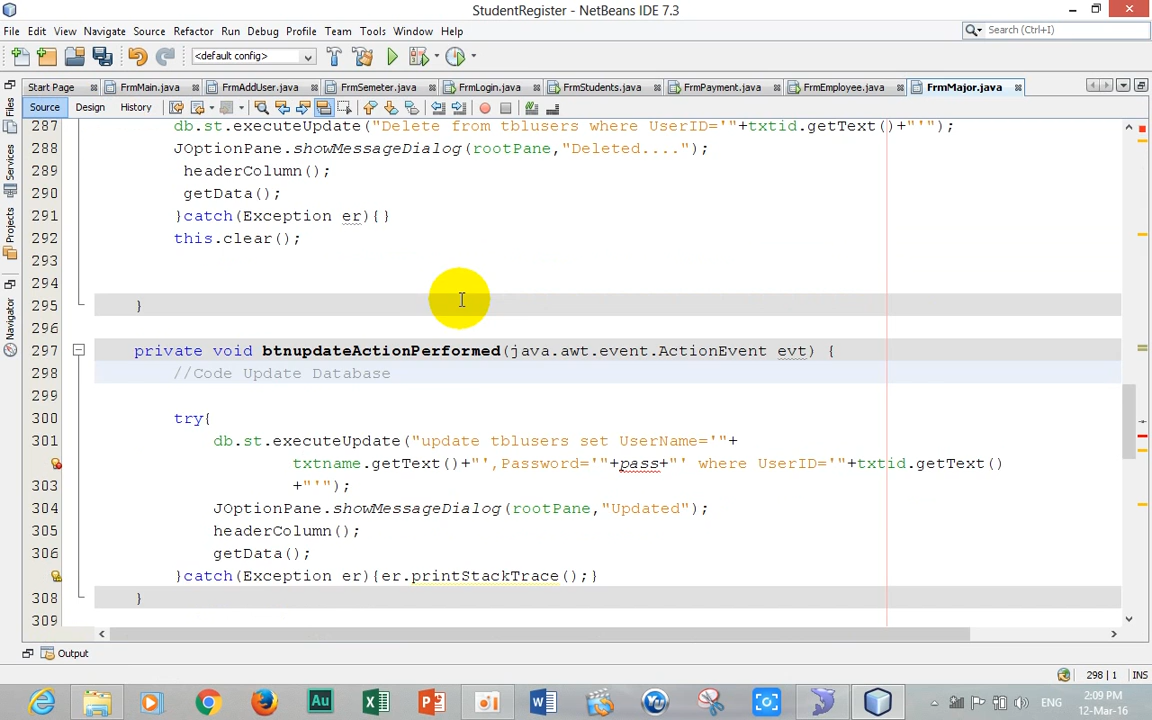 StudentRegister - NetBeans IDE 7.3
File Edit View Navigate Source Refactor Run Debug Profile Team Tools Window Help
Search (Ctrl+I)
<default config>
Start Page FrmMain.java FrmAddUser.java FrmSemeter.java FrmLogin.java FrmStudents.java FrmPayment.java FrmEmployee.java FrmMajor.java
Source Design History
Files
Services
Projects
Navigator
287 db.st.executeUpdate("Delete from tblusers where UserID='"+txtid.getText()+"'");
288 JOptionPane.showMessageDialog(rootPane,"Deleted....");
289 headerColumn();
290 getData();
291 }catch(Exception er){}
292 this.clear();
293
294
295 }
296
297 private void btnupdateActionPerformed(java.awt.event.ActionEvent evt) {
298 //Code Update Database
299
300 try{
301 db.st.executeUpdate("update tblusers set UserName='"+
txtname.getText()+"',Password='"+pass+"' where UserID='"+txtid.getText()
303 +"'");
304 JOptionPane.showMessageDialog(rootPane,"Updated");
305 headerColumn();
306 getData();
}catch(Exception er){er.printStackTrace();}
308 }
309
Output
298 | 1 INS
ENG
2:09 PM
12-Mar-16